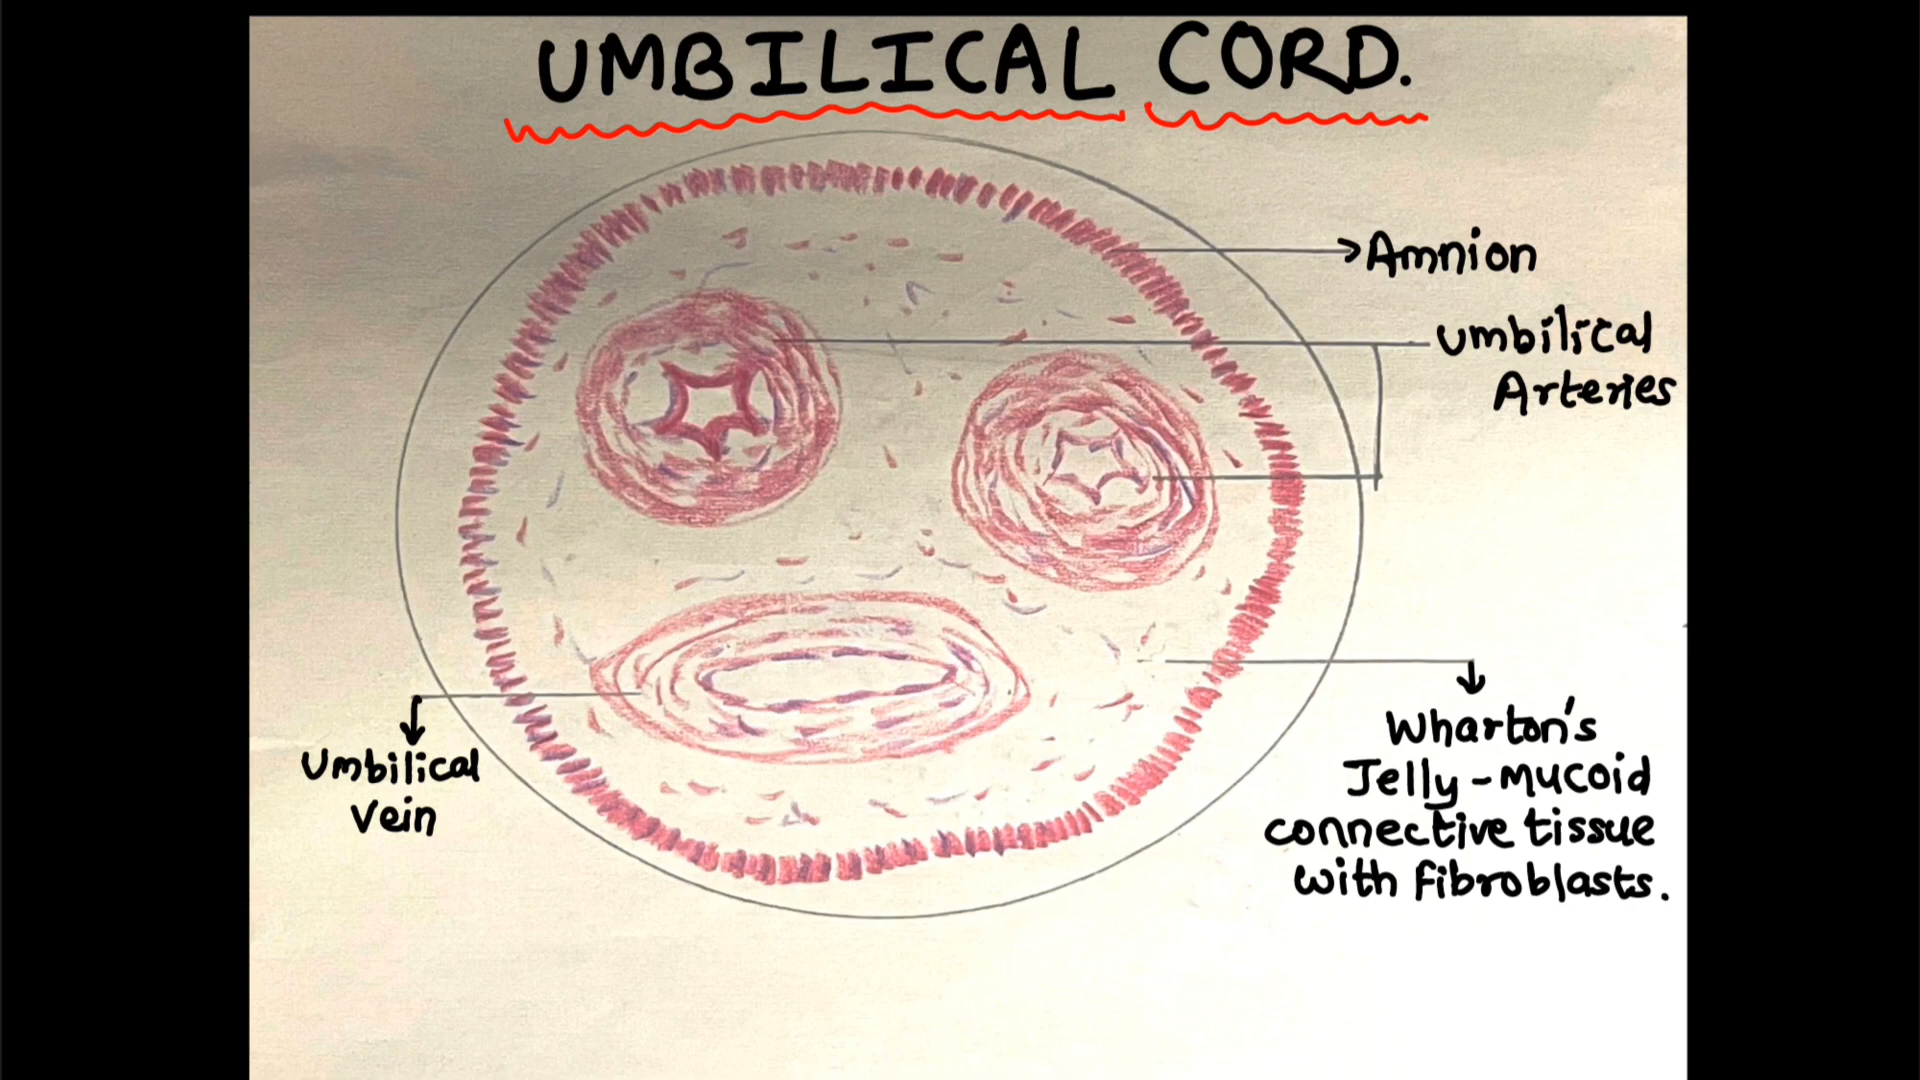 UMBILICAL CORD.
Amnion
Umbilical
Arteries
Umbilical
Vein
Wharton's
Jelly - Mucoid
connective tissue
with fibroblasts.